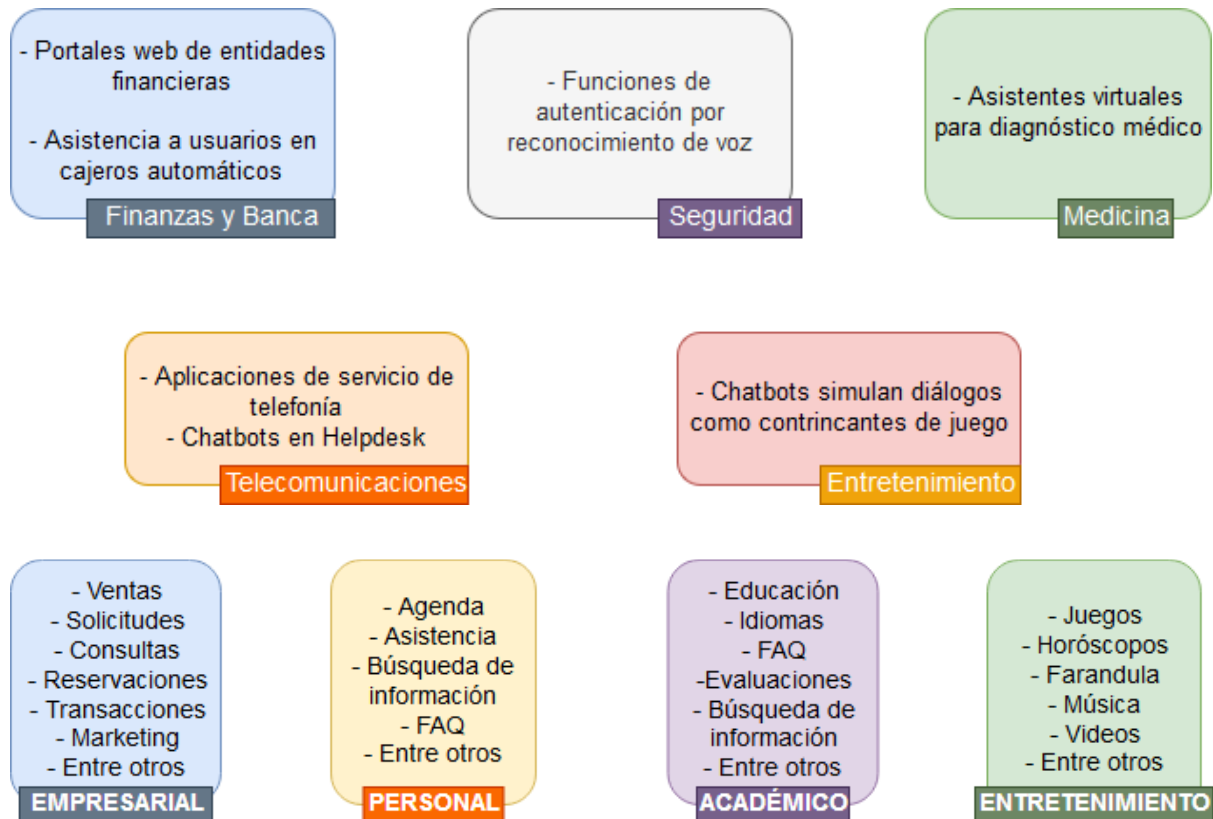 - Portales web de entidades
financieras
- Asistencia a usuarios en
cajeros automáticos
Finanzas y Banca
- Funciones de
autenticación por
reconocimiento de voz
Seguridad
- Asistentes virtuales
para diagnóstico médico
Medicina
- Aplicaciones de servicio de
telefonía
- Chatbots en Helpdesk
Telecomunicaciones
- Chatbots simulan diálogos
como contrincantes de juego
Entretenimiento
- Ventas
- Solicitudes
- Consultas
- Reservaciones
- Transacciones
- Marketing
- Entre otros
EMPRESARIAL
- Agenda
- Asistencia
- Búsqueda de
información
- FAQ
- Entre otros
PERSONAL
- Educación
- Idiomas
- FAQ
-Evaluaciones
- Búsqueda de
información
- Entre otros
ACADÉMICO
- Juegos
- Horóscopos
- Farandula
- Música
- Videos
- Entre otros
ENTRETENIMIENTO